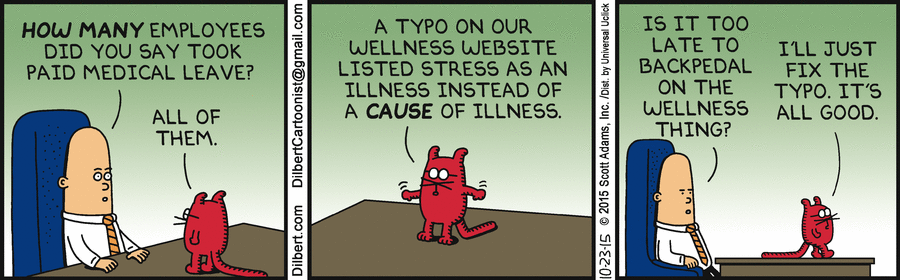 HOW MANY EMPLOYEES
DID YOU SAY TOOK
PAID MEDICAL LEAVE?
ALL OF
THEM.
Dilbert.com DilbertCartoonist@gmail.com
A TYPO ON OUR
WELLNESS WEBSITE
LISTED STRESS AS AN
ILLNESS INSTEAD OF
A CAUSE OF ILLNESS.
10-23-15 © 2015 Scott Adams, Inc. /Dist. by Universal Uclick
IS IT TOO
LATE TO
BACKPEDAL
ON THE
WELLNESS
THING?
I'LL JUST
FIX THE
TYPO. IT'S
ALL GOOD.